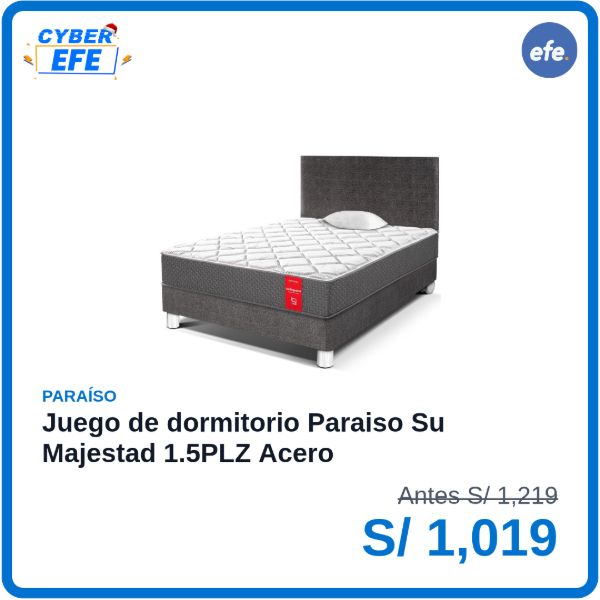 CYBER
EFE
efe.
PARAÍSO
Juego de dormitorio Paraiso Su
Majestad 1.5PLZ Acero
Antes S/ 1,219
S/ 1,019